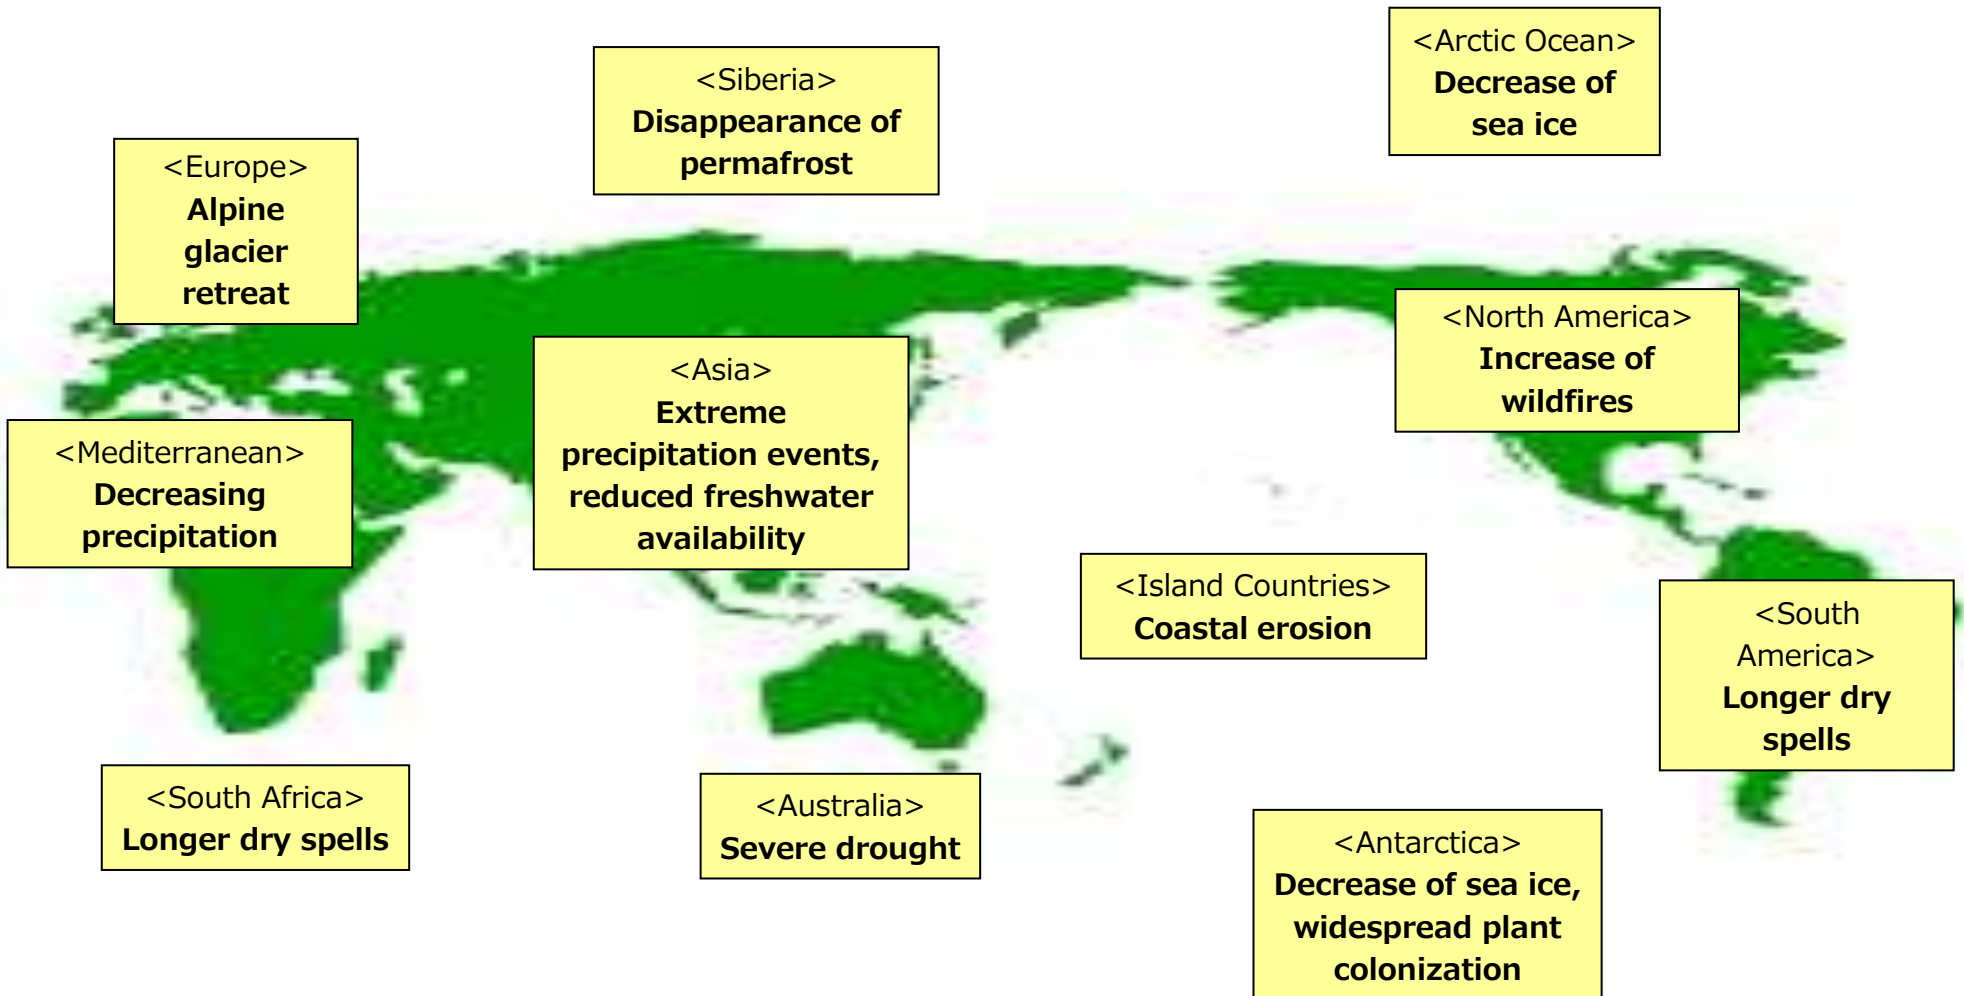 <Arctic Ocean>
Decrease of
sea ice
<Siberia>
Disappearance of
permafrost
<Europe>
Alpine
glacier
retreat
<North America>
Increase of
wildfires
<Asia>
Extreme
precipitation events,
reduced freshwater
availability
<Mediterranean>
Decreasing
precipitation
<Island Countries>
Coastal erosion
<South
America>
Longer dry
spells
<South Africa>
Longer dry spells
<Australia>
Severe drought
<Antarctica>
Decrease of sea ice,
widespread plant
colonization